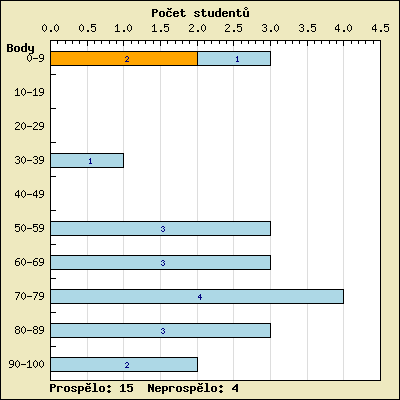 Počet studentů
0.0 0.5 1.0 1.5 2.0 2.5 3.0 3.5 4.0 4.5
Body
0-9 2 1
10-19
20-29
30-39 1
40-49
50-59 3
60-69 3
70-79 4
80-89 3
90-100 2
Prospělo: 15 Neprospělo: 4